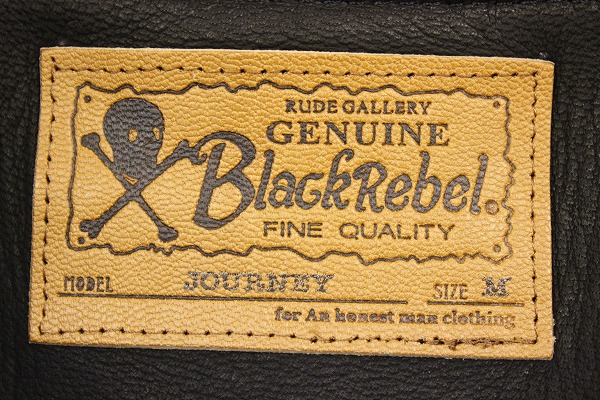 RUDE GALLERY
GENUINE
BlackRebel.
FINE QUALITY
MODEL JOURNEY SIZE M
for An honest man clothing